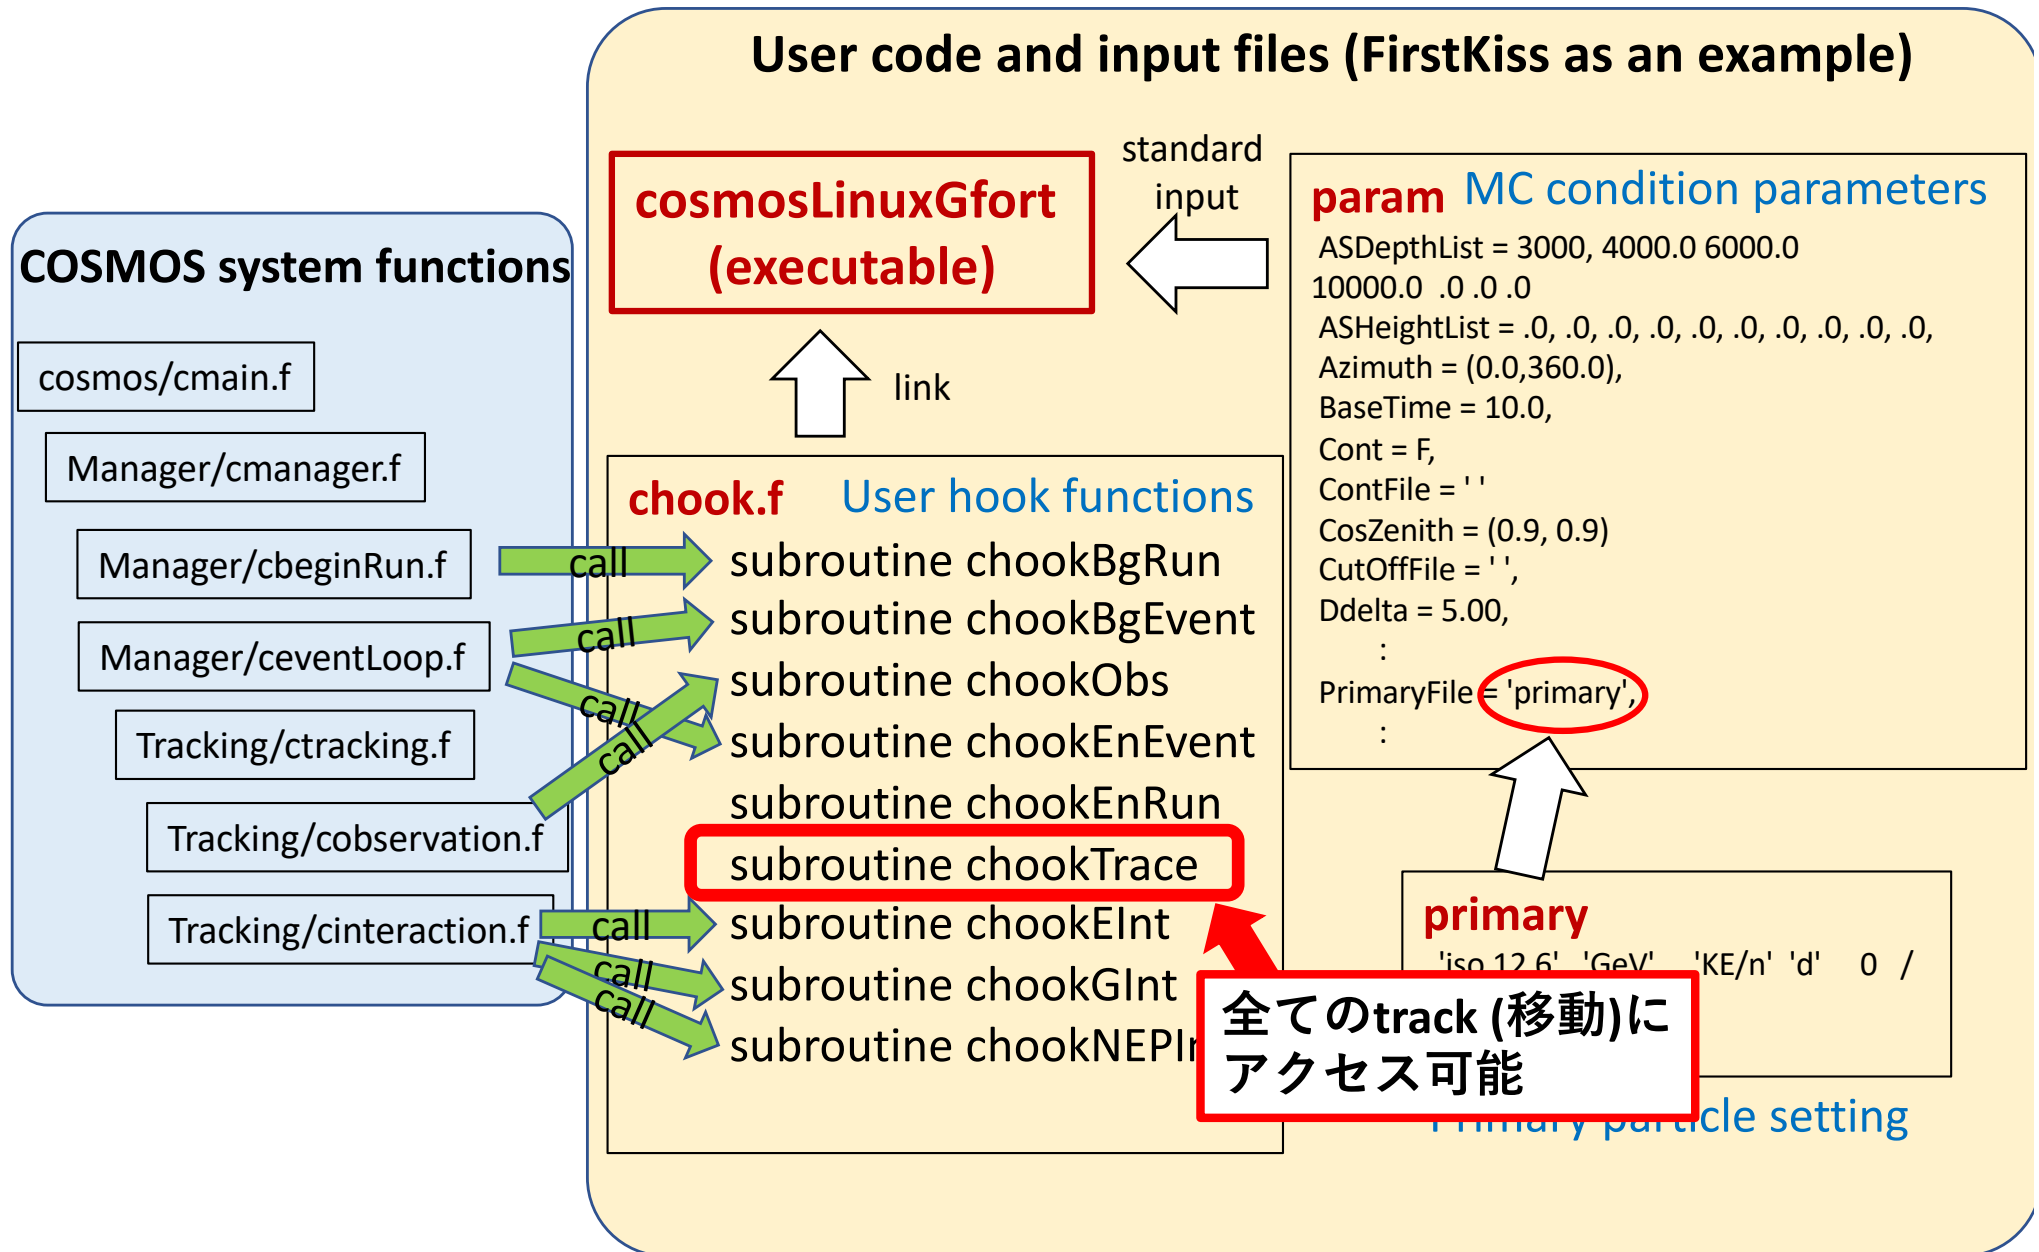 User code and input files (FirstKiss as an example)
COSMOS system functions
cosmos/cmain.f
Manager/cmanager.f
Manager/cbeginRun.f
Manager/ceventLoop.f
Tracking/ctracking.f
Tracking/cobservation.f
Tracking/cinteraction.f
cosmosLinuxGfort
(executable)
standard
input
link
chook.f User hook functions
call
subroutine chookBgRun
call
subroutine chookBgEvent
call
subroutine chookObs
call
subroutine chookEnEvent
subroutine chookEnRun
subroutine chookTrace
call
subroutine chookEInt
call
subroutine chookGInt
call
subroutine chookNEPIn
param MC condition parameters
ASDepthList = 3000, 4000.0 6000.0
10000.0 .0 .0 .0
ASHeightList = .0, .0, .0, .0, .0, .0, .0, .0, .0, .0,
Azimuth = (0.0,360.0),
BaseTime = 10.0,
Cont = F,
ContFile = ' '
CosZenith = (0.9, 0.9)
CutOffFile = ' ',
Ddelta = 5.00,
:
PrimaryFile = 'primary',
:
primary
'iso 12 6' 'GeV' 'KE/n' 'd' 0 /
全てのtrack (移動)に
アクセス可能
Primary particle setting